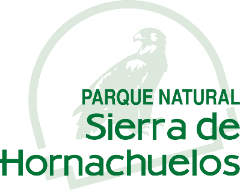 PARQUE NATURAL
Sierra de
Hornachuelos